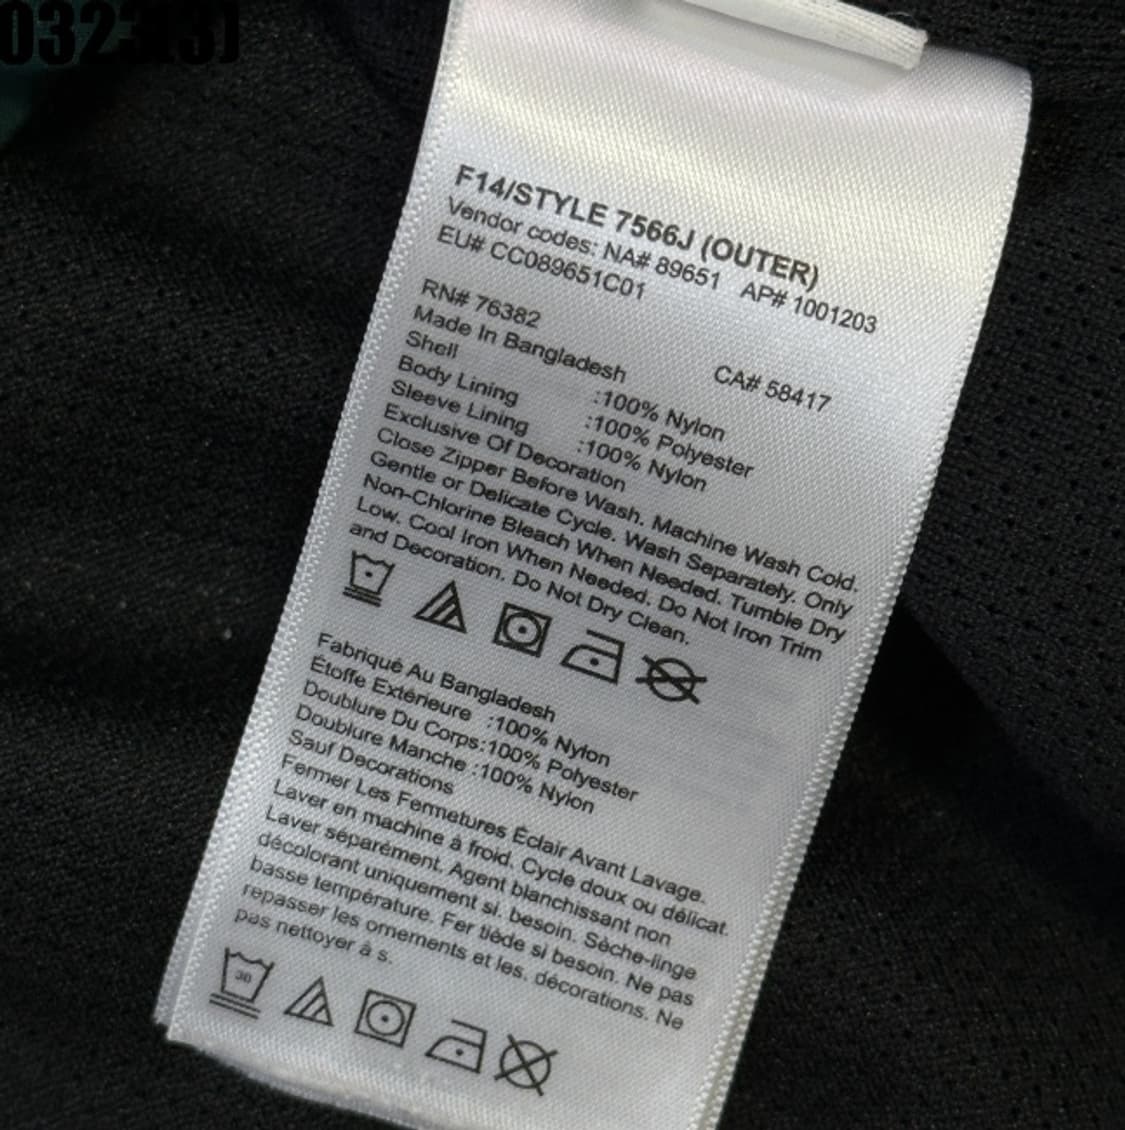 0323[3]
F14/STYLE 7566J (OUTER)
Vendor codes: NA# 89651 AP# 1001203
EU# CC089651C01
RN# 76382 CA# 58417
Made In Bangladesh
Shell :100% Nylon
Body Lining :100% Polyester
Sleeve Lining :100% Nylon
Exclusive Of Decoration
Close Zipper Before Wash. Machine Wash Cold.
Gentle or Delicate Cycle. Wash Separately. Only
Non-Chlorine Bleach When Needed. Tumble Dry
Low. Cool Iron When Needed. Do Not Iron Trim
and Decoration. Do Not Dry Clean.
Fabriqué Au Bangladesh
Étoffe Extérieure :100% Nylon
Doublure Du Corps:100% Polyester
Doublure Manche :100% Nylon
Sauf Decorations
Fermer Les Fermetures Éclair Avant Lavage.
Laver en machine à froid. Cycle doux ou délicat.
Laver séparément. Agent blanchissant non
décolorant uniquement si. besoin. Sèche-linge
basse température. Fer tiède si besoin. Ne pas
repasser les ornements et les. décorations. Ne
pas nettoyer à s.
30